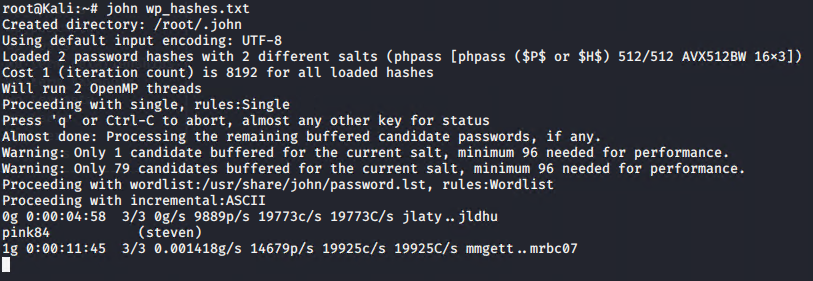 root@Kali:~# john wp_hashes.txt
Created directory: /root/.john
Using default input encoding: UTF-8
Loaded 2 password hashes with 2 different salts (phpass [phpass ($P$ or $H$) 512/512 AVX512BW 16×3])
Cost 1 (iteration count) is 8192 for all loaded hashes
Will run 2 OpenMP threads
Proceeding with single, rules:Single
Press 'q' or Ctrl-C to abort, almost any other key for status
Almost done: Processing the remaining buffered candidate passwords, if any.
Warning: Only 1 candidate buffered for the current salt, minimum 96 needed for performance.
Warning: Only 79 candidates buffered for the current salt, minimum 96 needed for performance.
Proceeding with wordlist:/usr/share/john/password.lst, rules:Wordlist
Proceeding with incremental:ASCII
0g 0:00:04:58  3/3 0g/s 9889p/s 19773c/s 19773C/s jlaty..jldhu
pink84           (steven)
1g 0:00:11:45  3/3 0.001418g/s 14679p/s 19925c/s 19925C/s mmgett..mrbc07